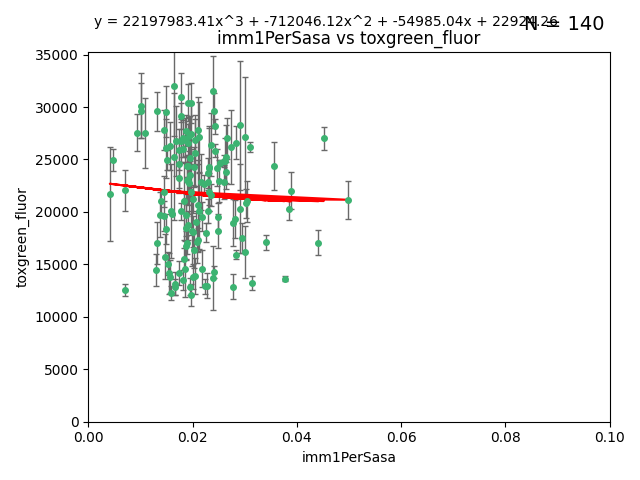 y = 22197983.41x^3 + -712046.12x^2 + -54985.04x + 22924.26
N = 140
imm1PerSasa vs toxgreen_fluor
35000
30000
25000
20000
15000
10000
5000
0
toxgreen_fluor
0.00 0.02 0.04 0.06 0.08 0.10
imm1PerSasa